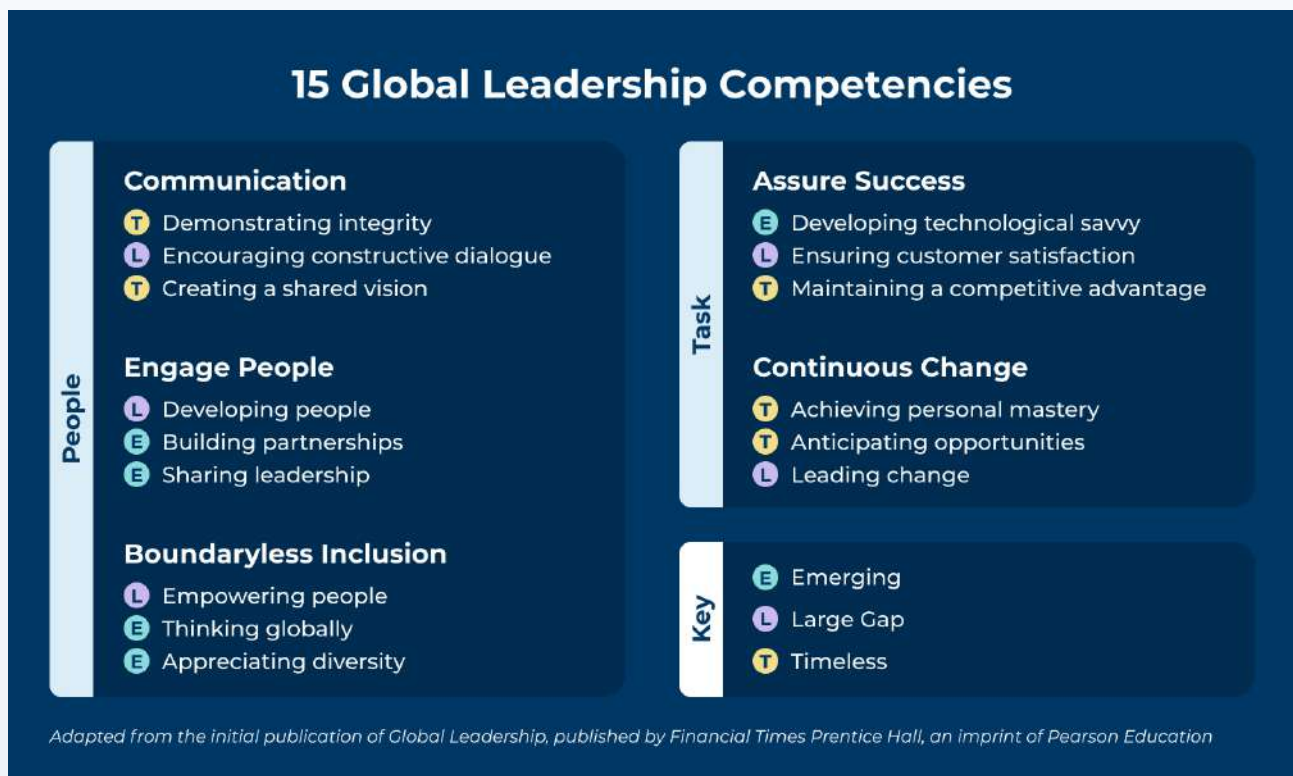 15 Global Leadership Competencies
People
Communication
T Demonstrating integrity
L Encouraging constructive dialogue
T Creating a shared vision
Engage People
L Developing people
E Building partnerships
E Sharing leadership
Boundaryless Inclusion
L Empowering people
E Thinking globally
E Appreciating diversity
Task
Assure Success
E Developing technological savvy
L Ensuring customer satisfaction
T Maintaining a competitive advantage
Continuous Change
T Achieving personal mastery
T Anticipating opportunities
L Leading change
Key
E Emerging
L Large Gap
T Timeless
Adapted from the initial publication of Global Leadership, published by Financial Times Prentice Hall, an imprint of Pearson Education